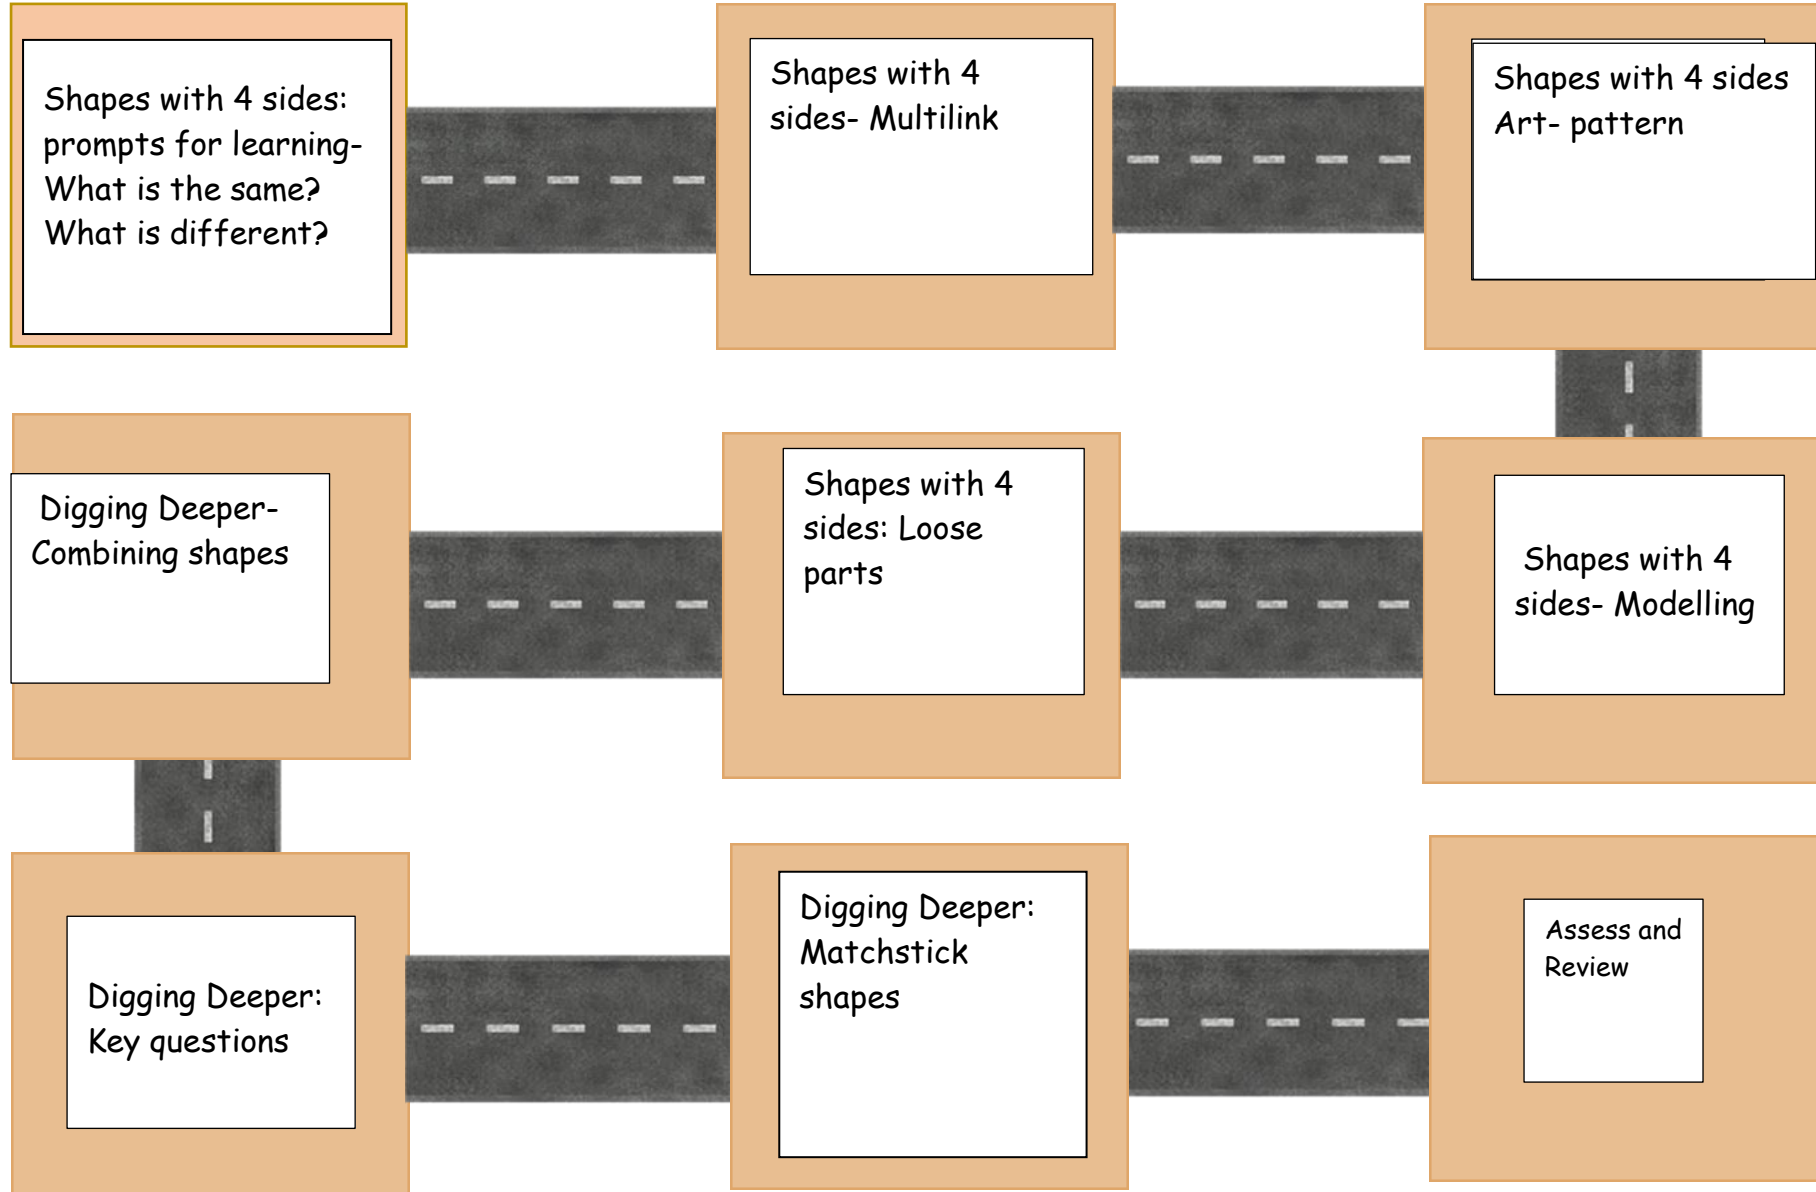 Shapes with 4 sides:
prompts for learning-
What is the same?
What is different?
Shapes with 4
sides- Multilink
Shapes with 4 sides
Art- pattern
Shapes with 4
sides- Modelling
Shapes with 4
sides: Loose
parts
Digging Deeper-
Combining shapes
Digging Deeper:
Key questions
Digging Deeper:
Matchstick
shapes
Assess and
Review